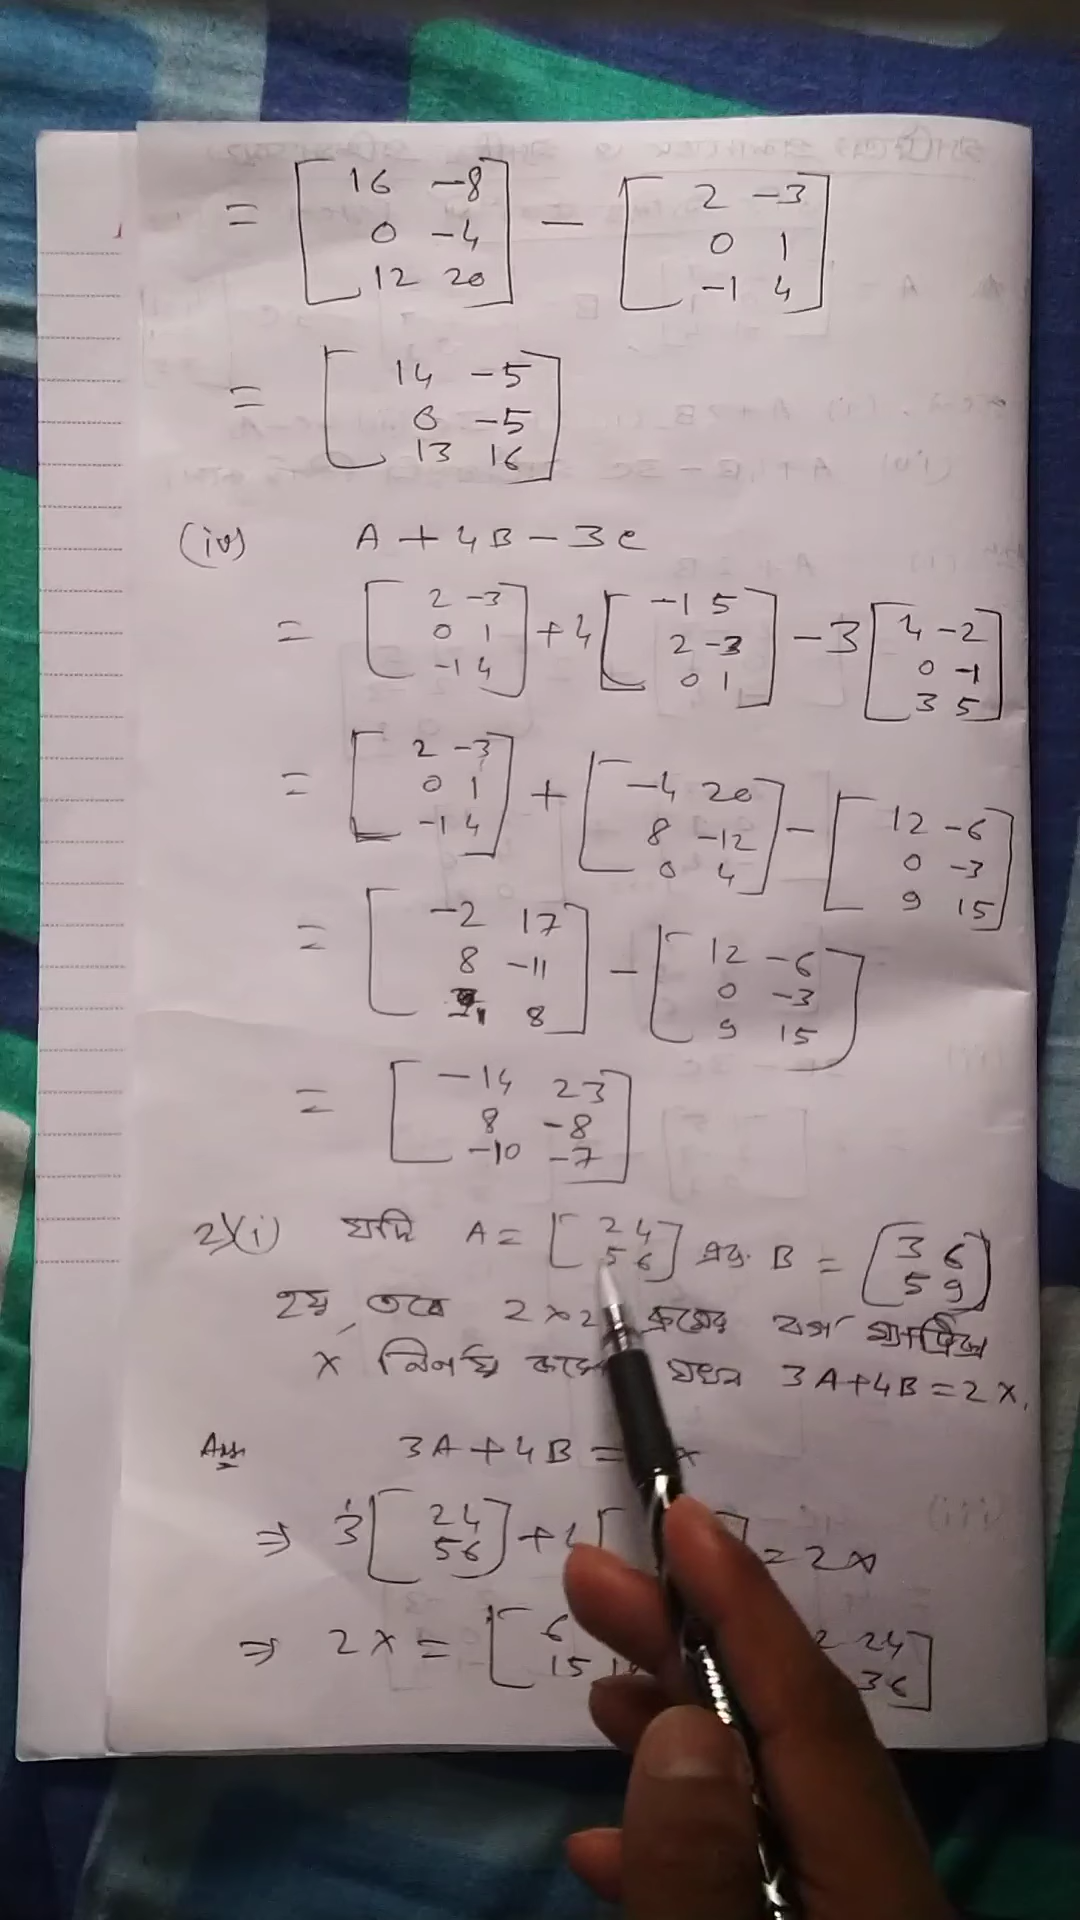 = [16 -8
0 -4
12 20] - [2 -3
0 1
-1 4]
= [14 -5
0 -5
13 16]
(iv) A + 4B - 3C
= [2 -3
0 1
-1 4] + 4 [-1 5
2 -3
0 1] - 3 [4 -2
0 -1
3 5]
= [2 -3
0 1
-1 4] + [-4 20
8 -12
0 4] - [12 -6
0 -3
9 15]
= [-2 17
8 -11
-1 8] - [12 -6
0 -3
9 15]
= [-14 23
8 -8
-10 -7]
2)(i) যদি A = [2 4
5 6] এবং B = [3 6
5 9]
হয়, তবে 2×2 ক্রমের বর্গ ম্যাট্রিক্স
X নির্ণয় যখন 3A+4B = 2X.
Ans 3A + 4B = x
⇒ 3 [2 4
5 6] + 4 [ ] = 2x
⇒ 2x = [6
15 24
36]